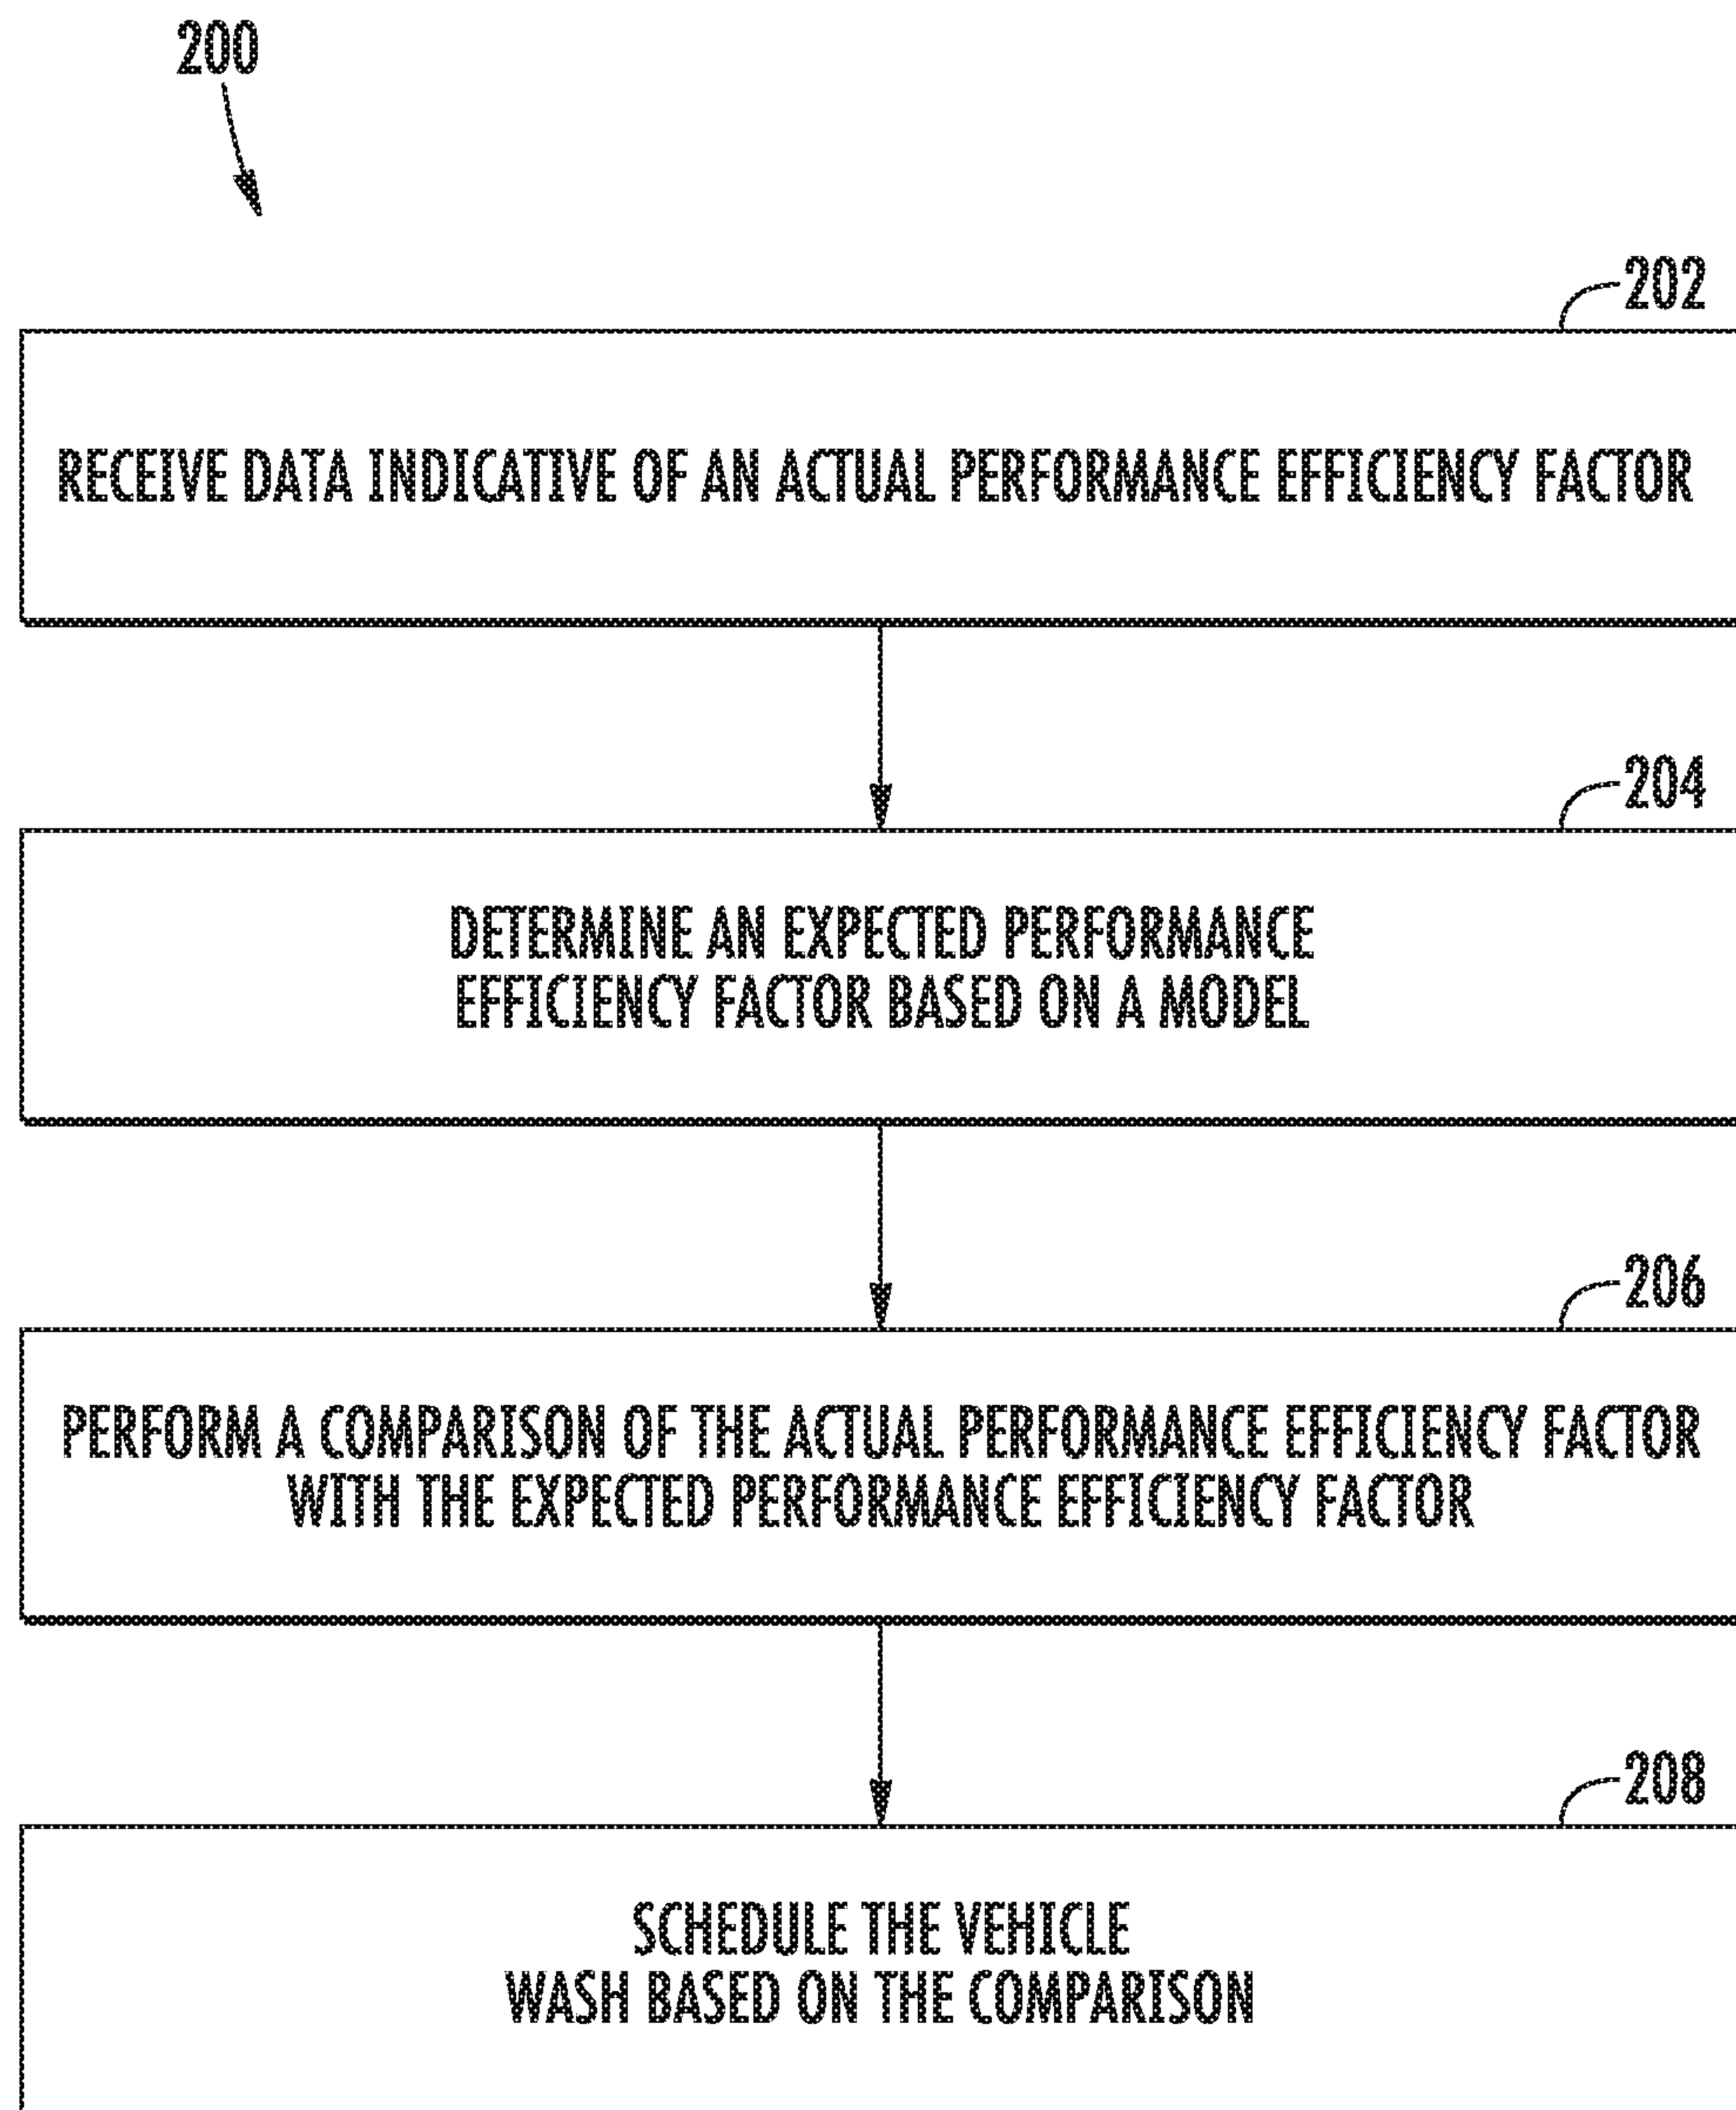 200
202
RECEIVE DATA INDICATIVE OF AN ACTUAL PERFORMANCE EFFICIENCY FACTOR
204
DETERMINE AN EXPECTED PERFORMANCE
EFFICIENCY FACTOR BASED ON A MODEL
206
PERFORM A COMPARISON OF THE ACTUAL PERFORMANCE EFFICIENCY FACTOR
WITH THE EXPECTED PERFORMANCE EFFICIENCY FACTOR
208
SCHEDULE THE VEHICLE
WASH BASED ON THE COMPARISON